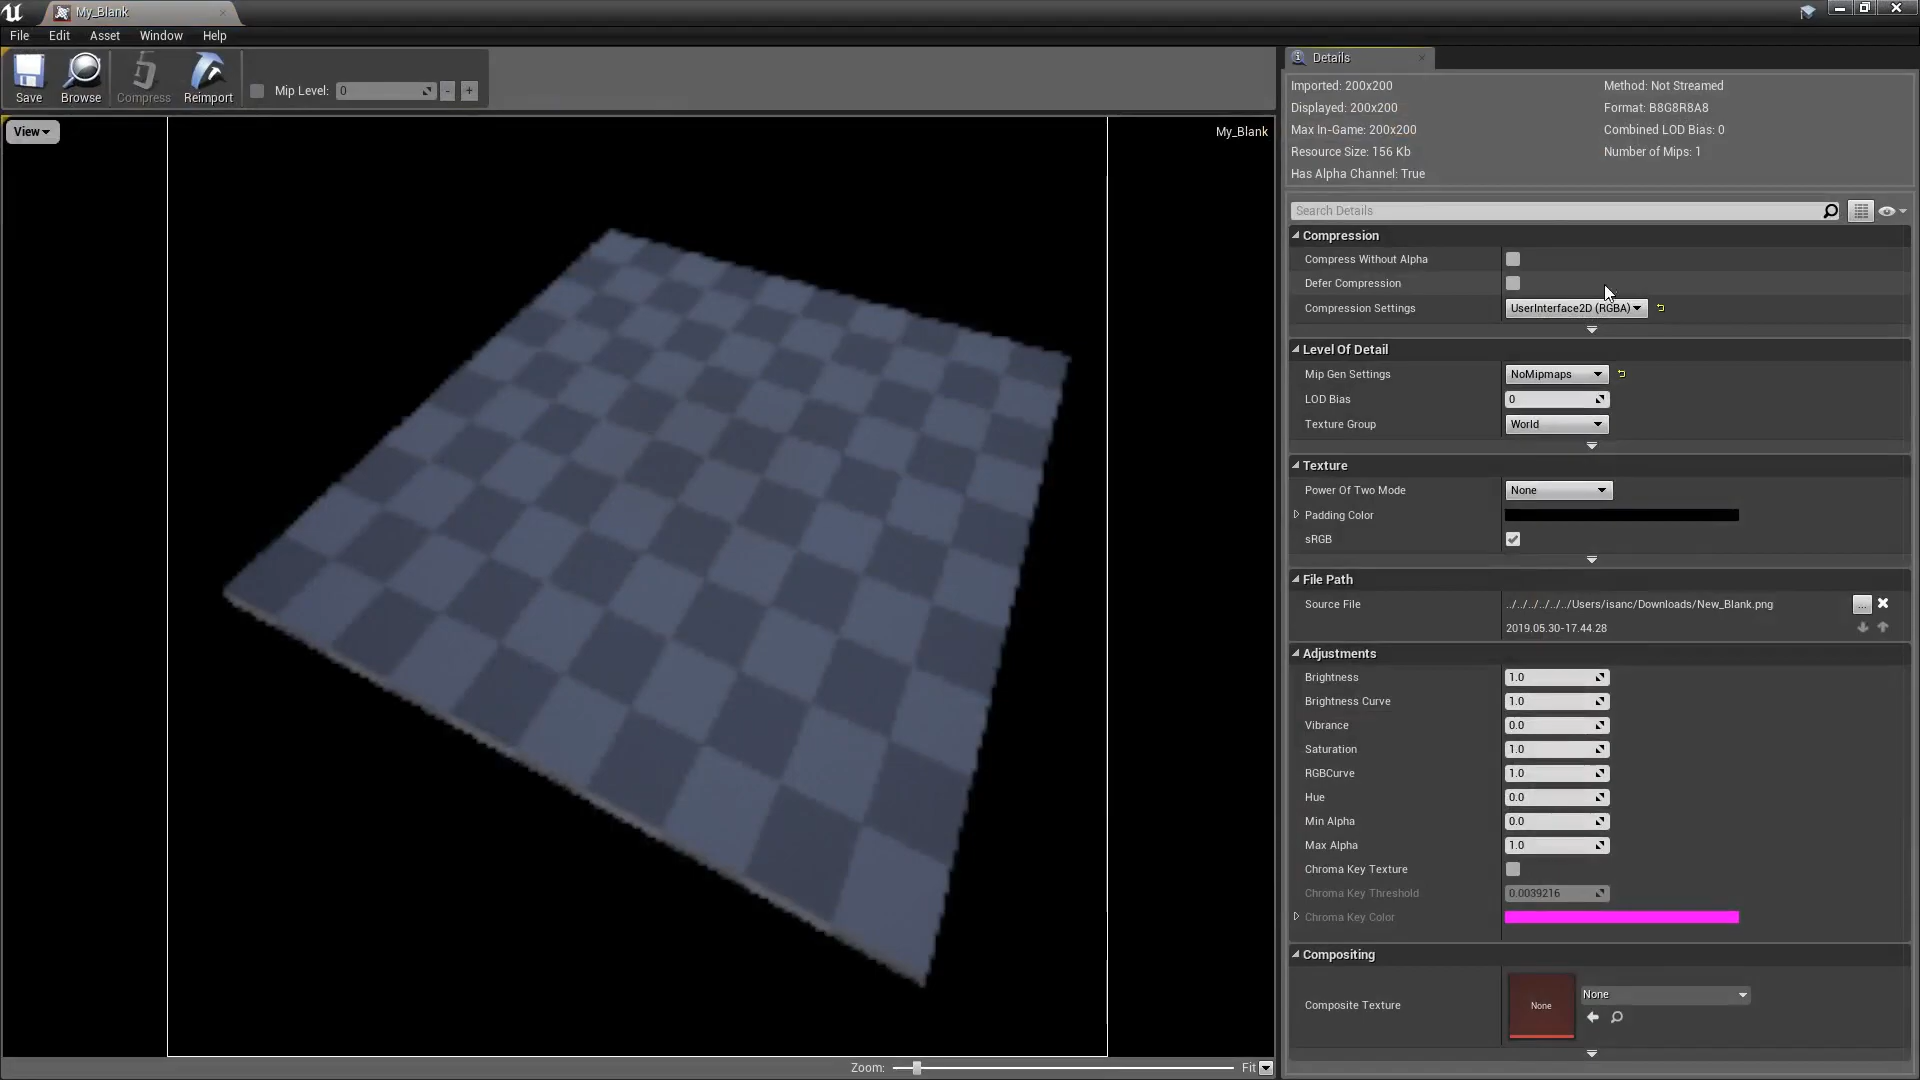 My_Blank
File Edit Asset Window Help
Save Browse Compress Reimport Mip Level: 0 - +
View
My_Blank
Zoom: Fit
Details
Imported: 200x200 Method: Not Streamed
Displayed: 200x200 Format: B8G8R8A8
Max In-Game: 200x200 Combined LOD Bias: 0
Resource Size: 156 Kb Number of Mips: 1
Has Alpha Channel: True
Search Details
Compression
Compress Without Alpha
Defer Compression
Compression Settings UserInterface2D (RGBA)
Level Of Detail
Mip Gen Settings NoMipmaps
LOD Bias 0
Texture Group World
Texture
Power Of Two Mode None
Padding Color
sRGB
File Path
Source File ../../../../../../Users/isanc/Downloads/New_Blank.png ...
2019.05.30-17.44.28
Adjustments
Brightness 1.0
Brightness Curve 1.0
Vibrance 0.0
Saturation 1.0
RGBCurve 1.0
Hue 0.0
Min Alpha 0.0
Max Alpha 1.0
Chroma Key Texture
Chroma Key Threshold 0.0039216
Chroma Key Color
Compositing
Composite Texture None None